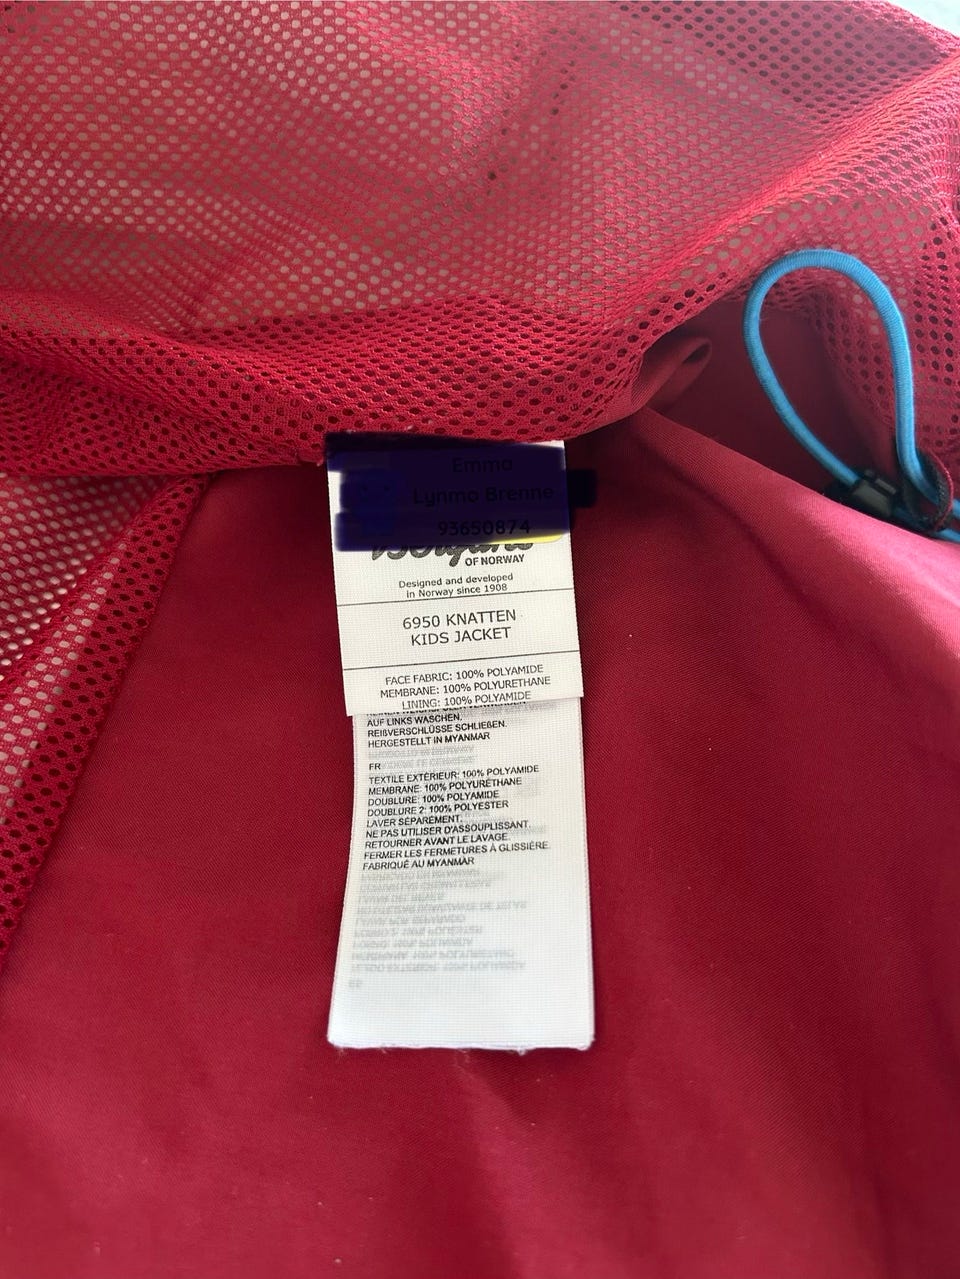 Bergans
OF NORWAY
Designed and developed
in Norway since 1908
6950 KNATTEN
KIDS JACKET
FACE FABRIC: 100% POLYAMIDE
MEMBRANE: 100% POLYURETHANE
LINING: 100% POLYAMIDE
AUF LINKS WASCHEN.
REIßVERSCHLÜSSE SCHLIEßEN.
HERGESTELLT IN MYANMAR
FR
TEXTILE EXTÉRIEUR: 100% POLYAMIDE
MEMBRANE: 100% POLYURÉTHANE
DOUBLURE: 100% POLYAMIDE
DOUBLURE 2: 100% POLYESTER
LAVER SÉPARÉMENT.
NE PAS UTILISER D'ASSOUPLISSANT.
RETOURNER AVANT LE LAVAGE.
FERMER LES FERMETURES À GLISSIÈRE.
FABRIQUÉ AU MYANMAR